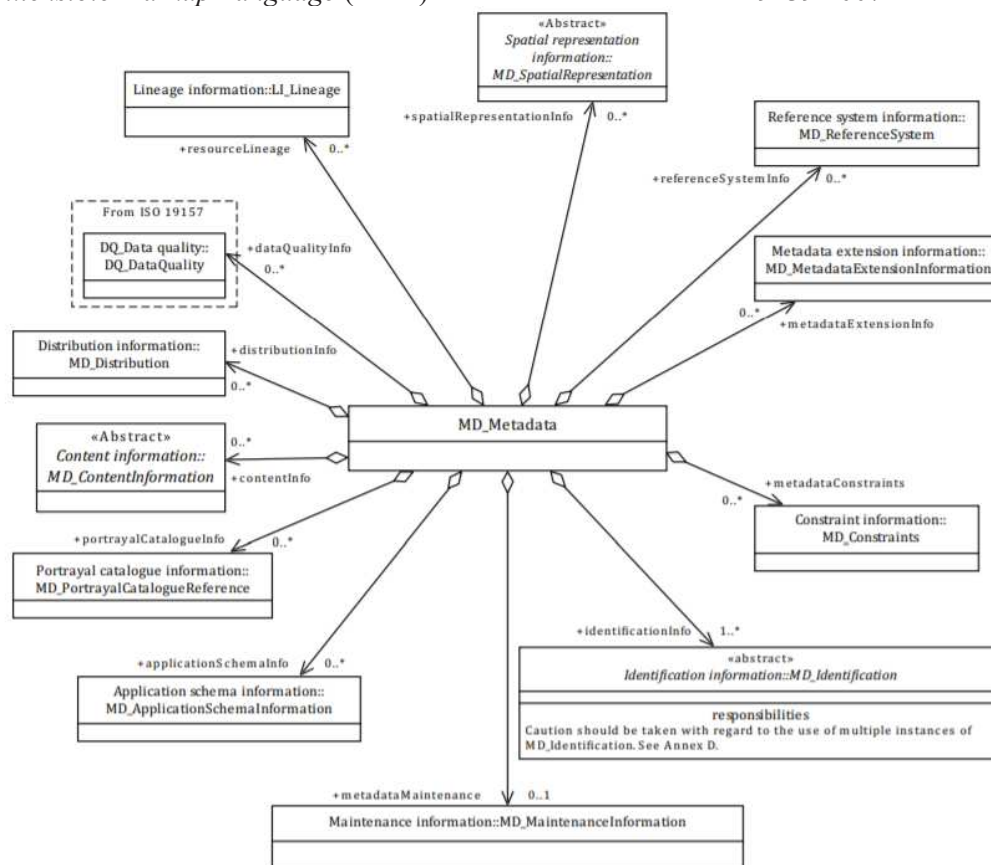 Markup Language
«Abstract»
Spatial representation
information::
MD_SpatialRepresentation
Lineage information::LI_Lineage
+spatialRepresentationInfo 0..*
Reference system information::
MD_ReferenceSystem
+resourceLineage 0..*
+referenceSystemInfo 0..*
From ISO 19157
DQ_Data quality::
DQ_DataQuality
+dataQualityInfo
0..*
Metadata extension information::
MD_MetadataExtensionInformation
0..*
+metadataExtensionInfo
Distribution information::
MD_Distribution
+distributionInfo
0..*
MD_Metadata
«Abstract»
Content information::
MD_ContentInformation
0..*
+contentInfo
+metadataConstraints
0..*
Constraint information::
MD_Constraints
+portrayalCatalogueInfo 0..*
Portrayal catalogue information::
MD_PortrayalCatalogueReference
+identificationInfo 1..*
«abstract»
Identification information::MD_Identification
responsibilities
Caution should be taken with regard to the use of multiple instances of
MD_Identification. See Annex D.
+applicationSchemaInfo 0..*
Application schema information::
MD_ApplicationSchemaInformation
+metadataMaintenance 0..1
Maintenance information::MD_MaintenanceInformation